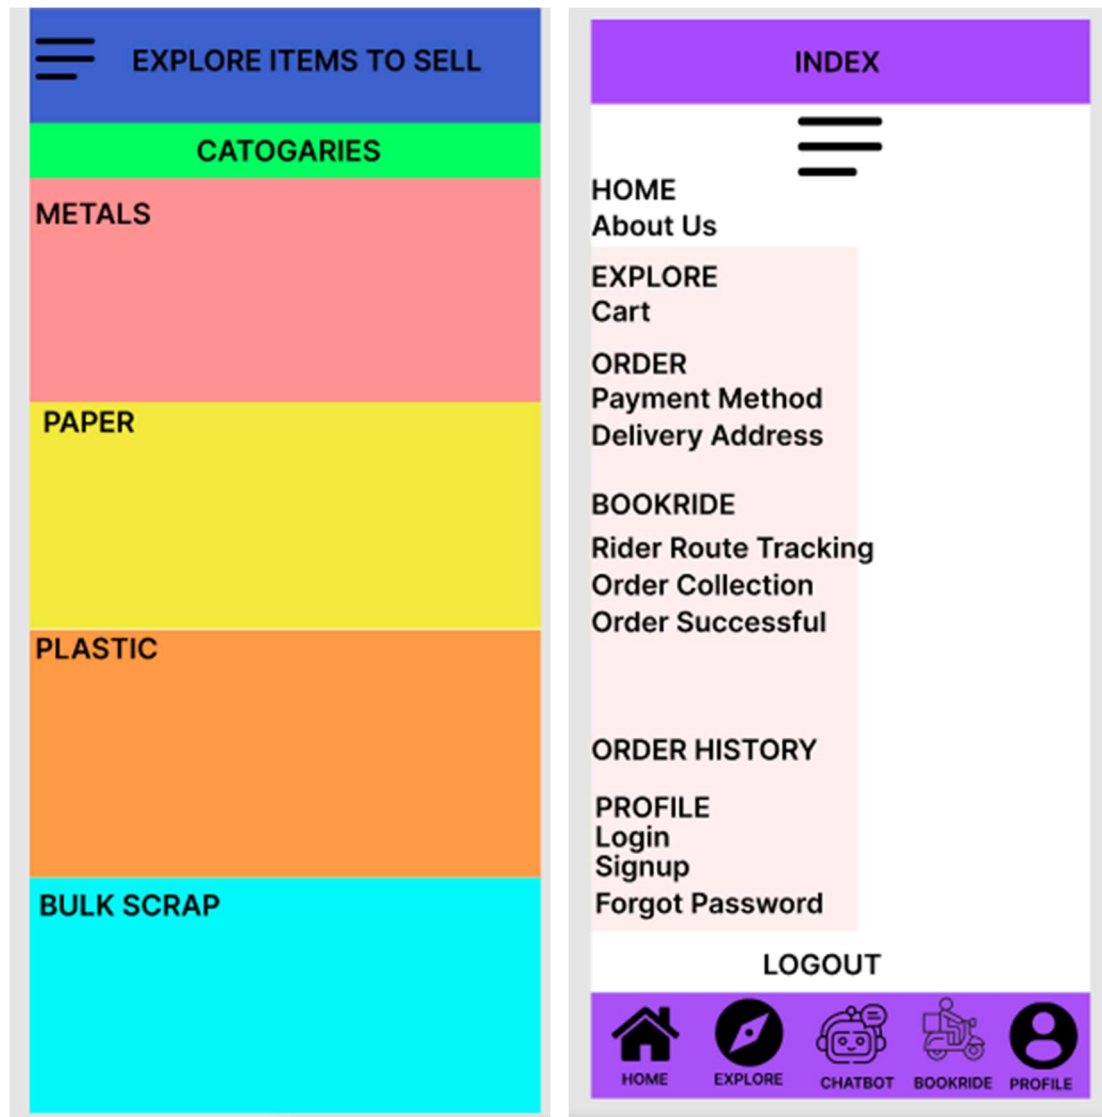 EXPLORE ITEMS TO SELL
CATOGARIES
METALS
PAPER
PLASTIC
BULK SCRAP
INDEX
HOME
About Us
EXPLORE
Cart
ORDER
Payment Method
Delivery Address
BOOKRIDE
Rider Route Tracking
Order Collection
Order Successful
ORDER HISTORY
PROFILE
Login
Signup
Forgot Password
LOGOUT
HOME EXPLORE CHATBOT BOOKRIDE PROFILE